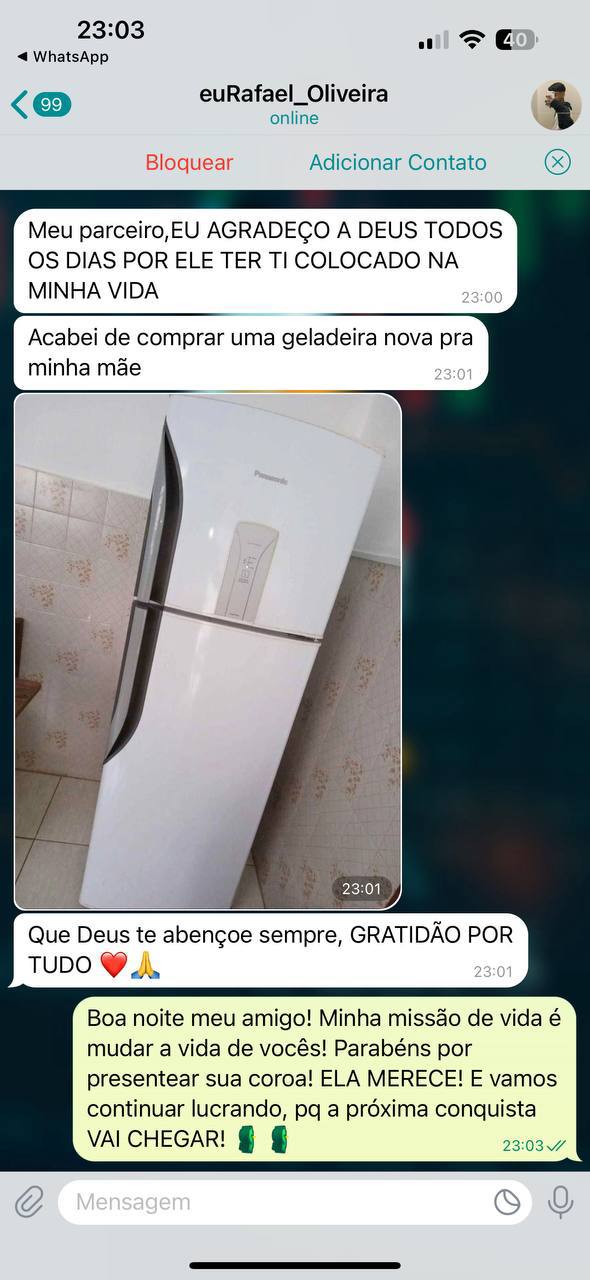 23:03
40
WhatsApp
99
euRafael_Oliveira
online
Bloquear
Adicionar Contato
Meu parceiro,EU AGRADEÇO A DEUS TODOS
OS DIAS POR ELE TER TI COLOCADO NA
MINHA VIDA
23:00
Acabei de comprar uma geladeira nova pra
minha mãe
23:01
Panasonic
23:01
Que Deus te abençoe sempre, GRATIDÃO POR
TUDO ❤️🙏
23:01
Boa noite meu amigo! Minha missão de vida é
mudar a vida de vocês! Parabéns por
presentear sua coroa! ELA MERECE! E vamos
continuar lucrando, pq a próxima conquista
VAI CHEGAR!
23:03
Mensagem